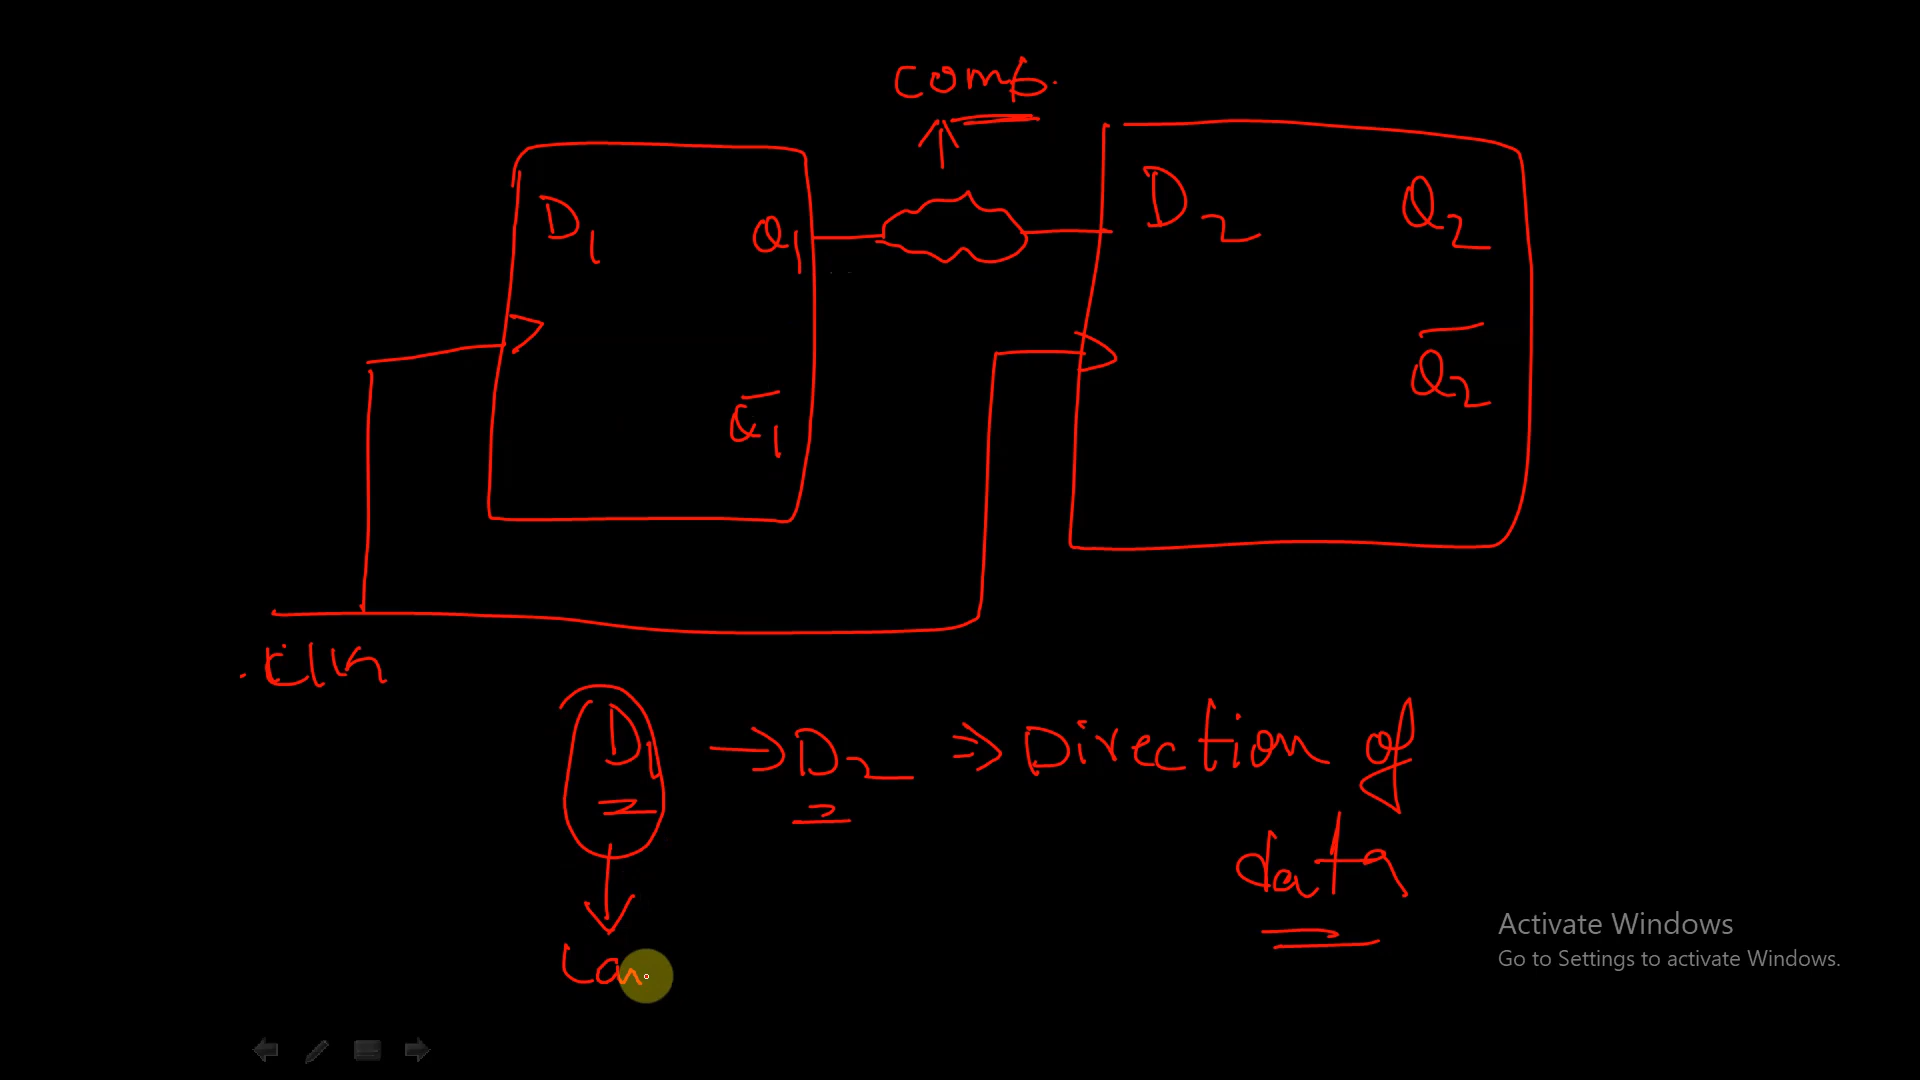 comb.
D1 Q1
Q̅1
D2 Q2
Q̅2
Clk
D1 → D2 ⇒ Direction of
data
Lan
Activate Windows
Go to Settings to activate Windows.